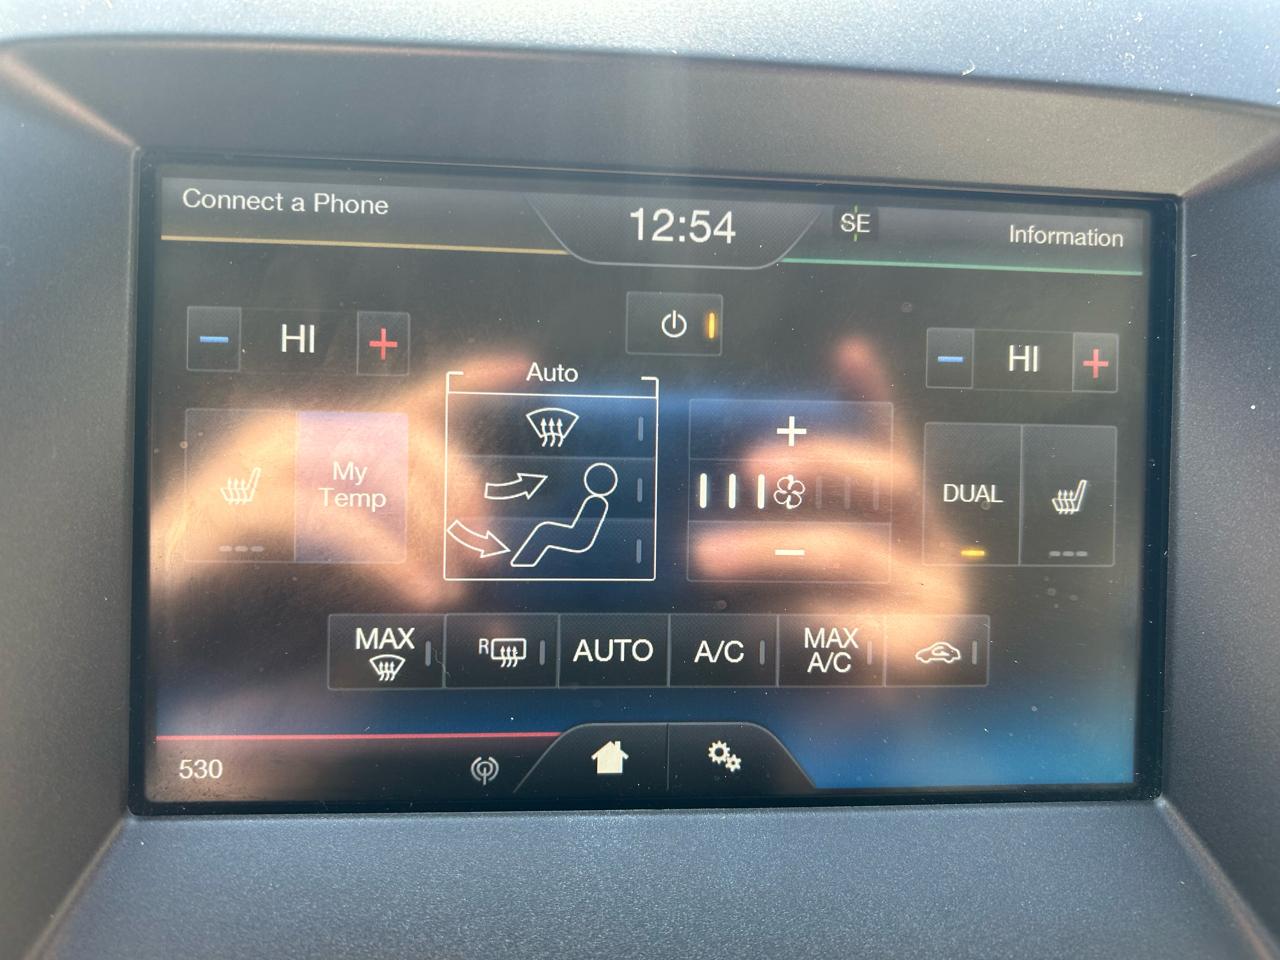 Connect a Phone
12:54
SE
Information
HI
HI
Auto
My
Temp
DUAL
MAX
R
AUTO
A/C
MAX
A/C
530